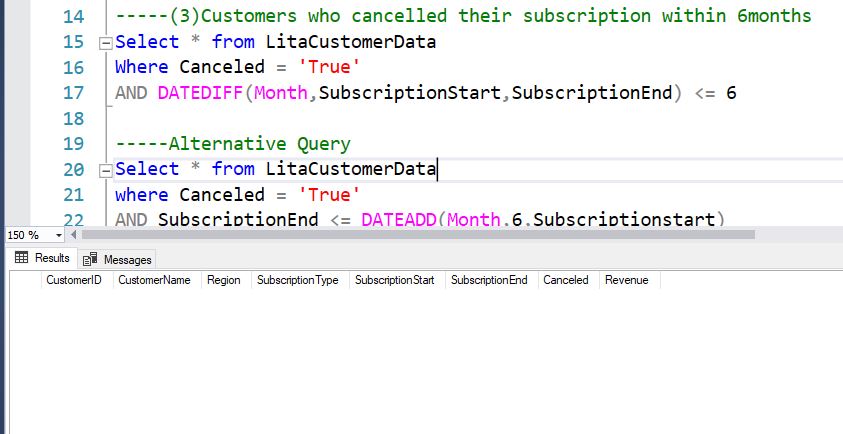 14 -----(3)Customers who cancelled their subscription within 6months
15 Select * from LitaCustomerData
16 Where Canceled = 'True'
17 AND DATEDIFF(Month,SubscriptionStart,SubscriptionEnd) <= 6
18
19 -----Alternative Query
20 Select * from LitaCustomerData
21 where Canceled = 'True'
22 AND SubscriptionEnd <= DATEADD(Month,6,Subscriptionstart)
150 %
Results Messages
CustomerID CustomerName Region SubscriptionType SubscriptionStart SubscriptionEnd Canceled Revenue